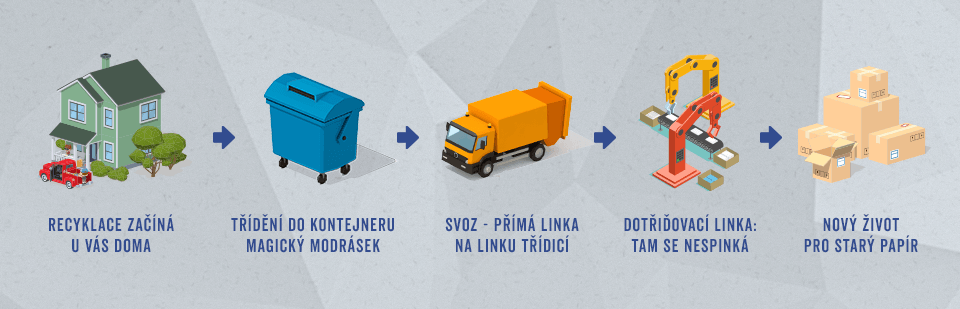 RECYKLACE ZAČÍNÁ
U VÁS DOMA
TŘÍDĚNÍ DO KONTEJNERU
MAGICKÝ MODRÁSEK
SVOZ - PŘÍMÁ LINKA
NA LINKU TŘÍDICÍ
DOTŘIĎOVACÍ LINKA:
TAM SE NESPINKÁ
NOVÝ ŽIVOT
PRO STARÝ PAPÍR